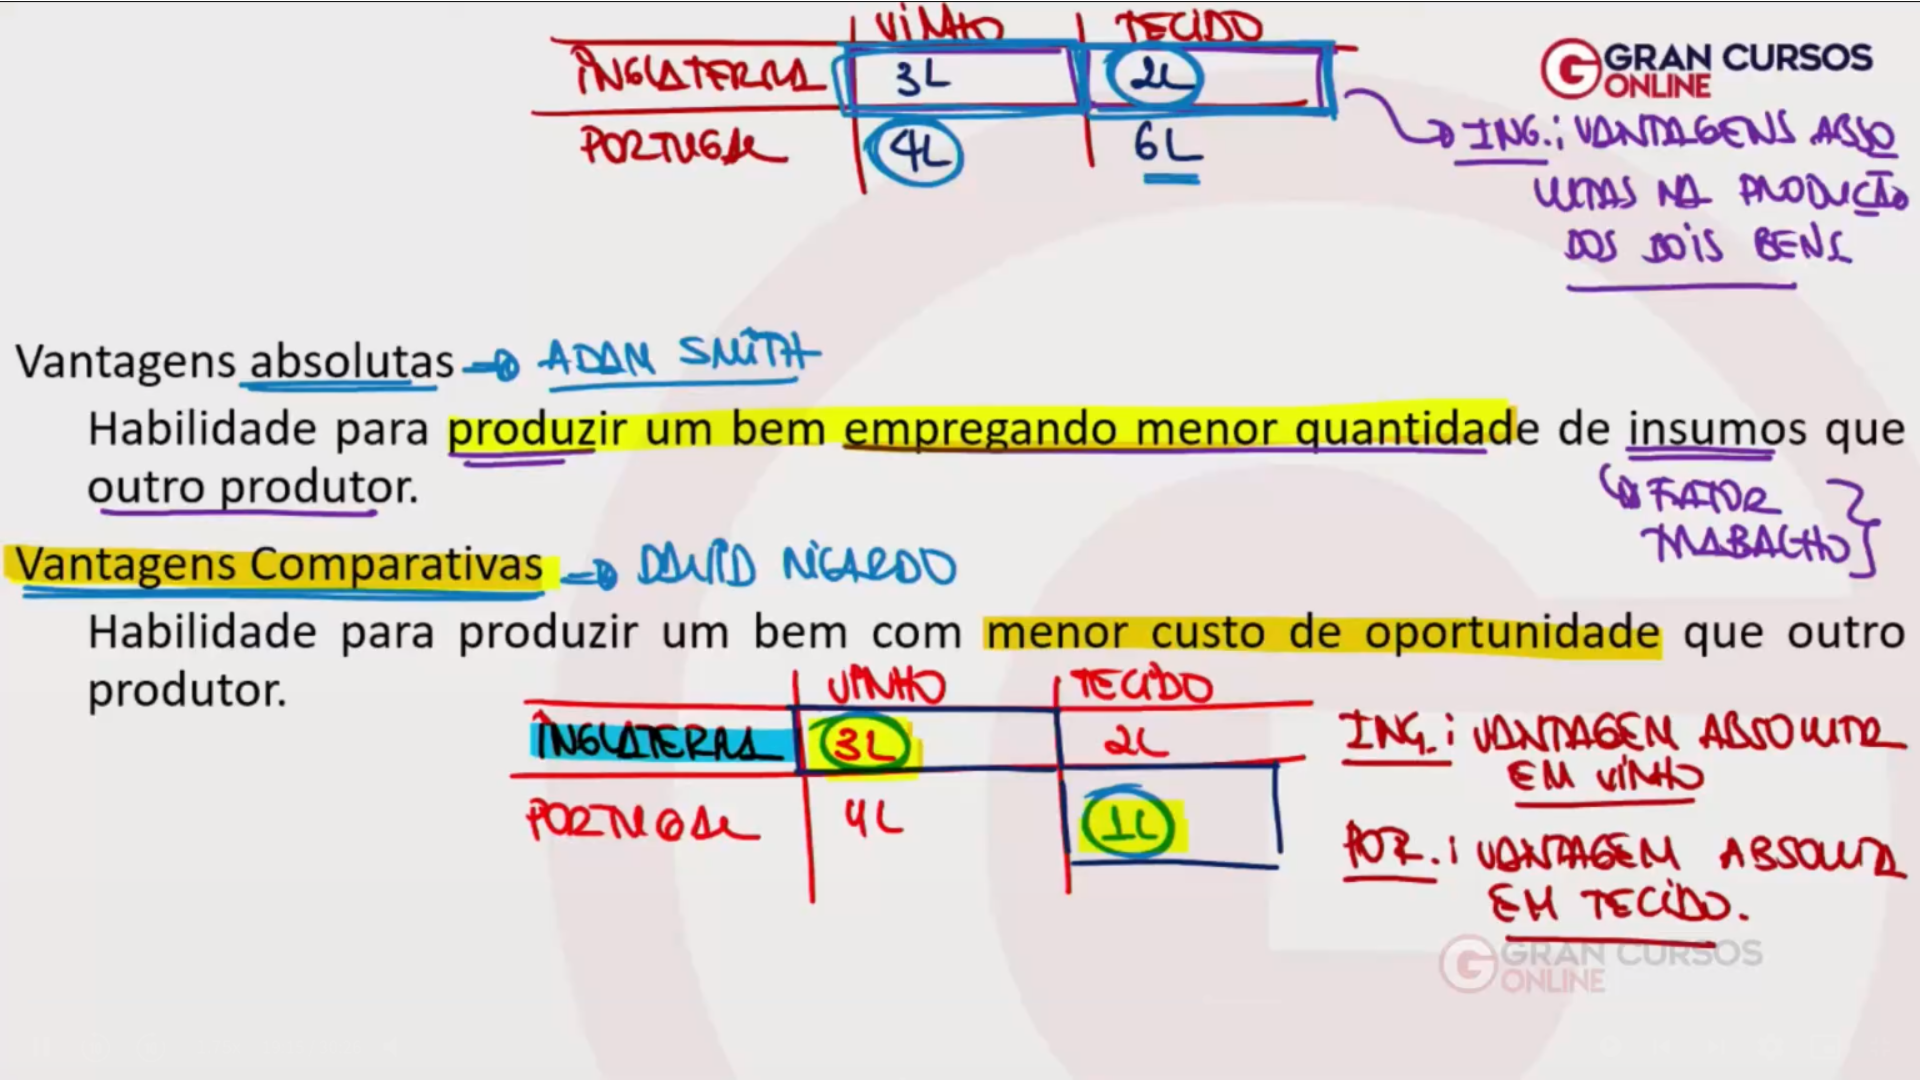 VINHO TECIDO
INGLATERRA 3L 2L
PORTUGAL 4L 6L
GRAN CURSOS
ONLINE
ING.: VANTAGENS ABSO
LUTAS NA PRODUÇÃO
DOS DOIS BENS
Vantagens absolutas → ADAM SMITH
Habilidade para produzir um bem empregando menor quantidade de insumos que
outro produtor.
FATOR
TRABALHO
Vantagens Comparativas → DAVID RICARDO
Habilidade para produzir um bem com menor custo de oportunidade que outro
produtor.
VINHO TECIDO
INGLATERRA 3L 2L
PORTUGAL 4L 1L
ING.: VANTAGEM ABSOLUTA
EM VINHO
POR.: VANTAGEM ABSOLUTA
EM TECIDO.
GRAN CURSOS
ONLINE